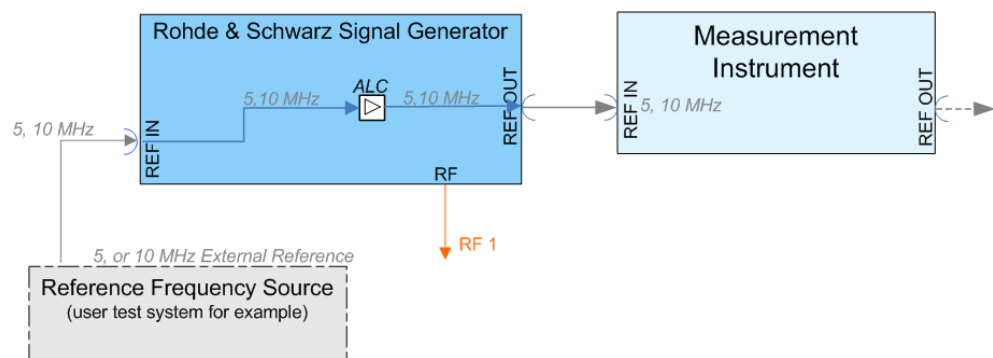 Rohde & Schwarz Signal Generator
Measurement
Instrument
ALC
5,10 MHz
5,10 MHz
REF IN
REF OUT
REF IN
5, 10 MHz
REF OUT
5, 10 MHz
RF
RF 1
5, or 10 MHz External Reference
Reference Frequency Source
(user test system for example)